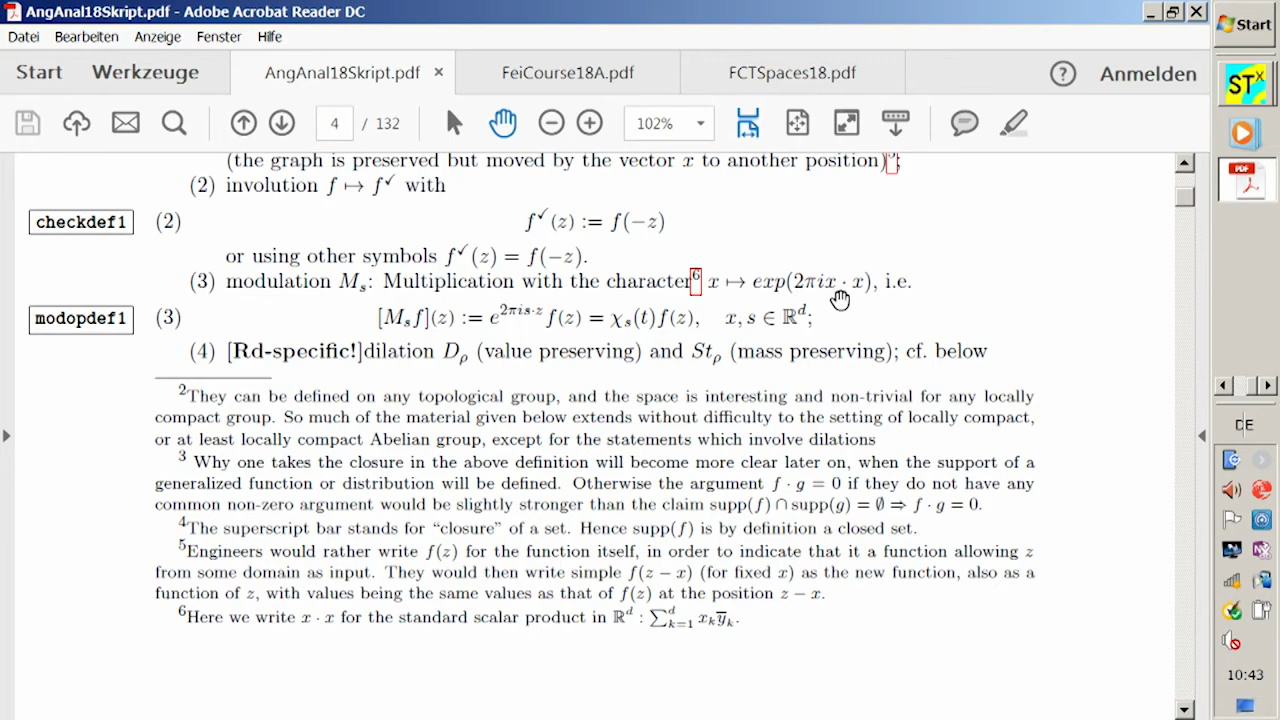 AngAnal18Skript.pdf - Adobe Acrobat Reader DC
Datei Bearbeiten Anzeige Fenster Hilfe
Start Werkzeuge AngAnal18Skript.pdf × FeiCourse18A.pdf FCTSpaces18.pdf ? Anmelden
4 / 132 102%
(the graph is preserved but moved by the vector x to another position)⁵;
(2) involution f ↦ f✓ with
checkdef1 (2) f✓(z) := f(−z)
or using other symbols f✓(z) = f(−z).
(3) modulation Mₛ: Multiplication with the character⁶ x ↦ exp(2πix · x), i.e.
modopdef1 (3) [Mₛf](z) := e^{2πis·z} f(z) = χₛ(t)f(z), x, s ∈ ℝᵈ;
(4) [Rd-specific!]dilation D_ρ (value preserving) and St_ρ (mass preserving); cf. below
²They can be defined on any topological group, and the space is interesting and non-trivial for any locally
compact group. So much of the material given below extends without difficulty to the setting of locally compact,
or at least locally compact Abelian group, except for the statements which involve dilations
³ Why one takes the closure in the above definition will become more clear later on, when the support of a
generalized function or distribution will be defined. Otherwise the argument f · g = 0 if they do not have any
common non-zero argument would be slightly stronger than the claim supp(f) ∩ supp(g) = ∅ ⇒ f · g = 0.
⁴The superscript bar stands for “closure” of a set. Hence supp(f) is by definition a closed set.
⁵Engineers would rather write f(z) for the function itself, in order to indicate that it a function allowing z
from some domain as input. They would then write simple f(z − x) (for fixed x) as the new function, also as a
function of z, with values being the same values as that of f(z) at the position z − x.
⁶Here we write x · x for the standard scalar product in ℝᵈ : ∑_{k=1}^{d} xₖy̅ₖ.
Start
STx
PDF
DE
10:43